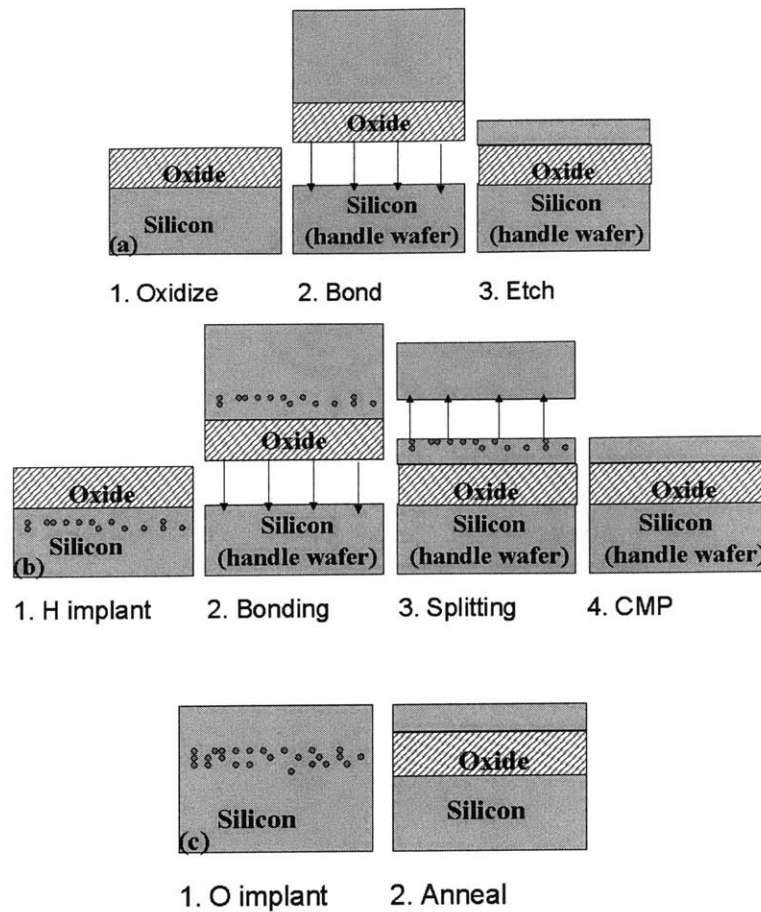 Oxide
Silicon
(a)
Oxide
Silicon
(handle wafer)
Oxide
Silicon
(handle wafer)
1. Oxidize
2. Bond
3. Etch
Oxide
Silicon
(b)
Oxide
Silicon
(handle wafer)
Oxide
Silicon
(handle wafer)
Oxide
Silicon
(handle wafer)
1. H implant
2. Bonding
3. Splitting
4. CMP
Silicon
(c)
Oxide
Silicon
1. O implant
2. Anneal